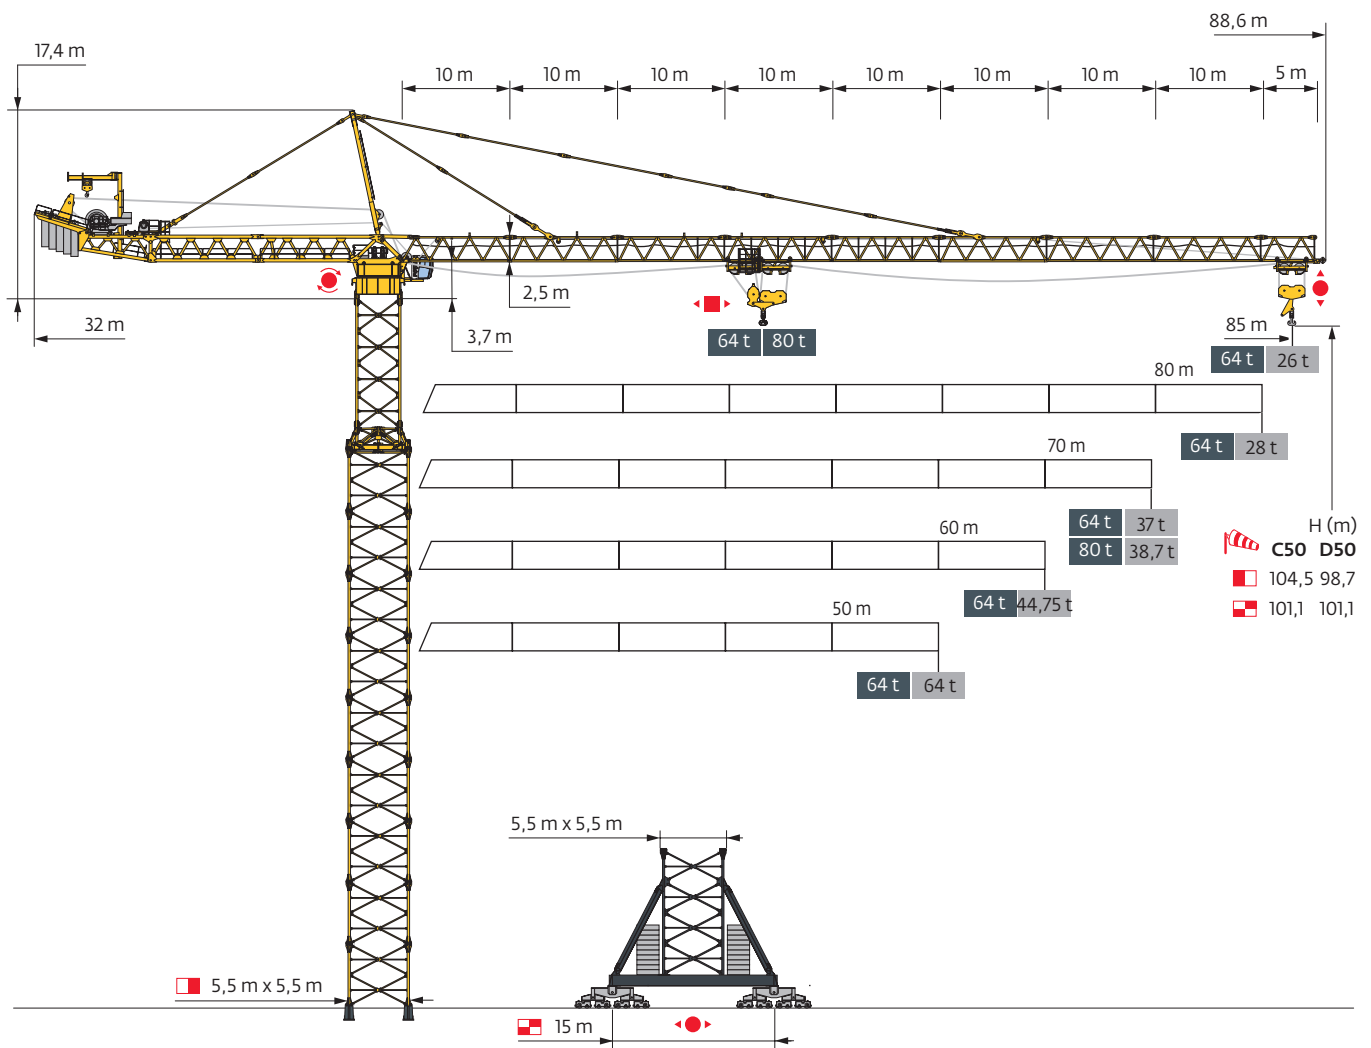 88,6 m
17,4 m
10 m 10 m 10 m 10 m 10 m 10 m 10 m 10 m 5 m
2,5 m
32 m
3,7 m
64 t 80 t
85 m
64 t 26 t
80 m
64 t 28 t
70 m
64 t 37 t
80 t 38,7 t
60 m
64 t 44,75 t
50 m
64 t 64 t
H (m)
C50 D50
104,5 98,7
101,1 101,1
5,5 m x 5,5 m
5,5 m x 5,5 m
15 m